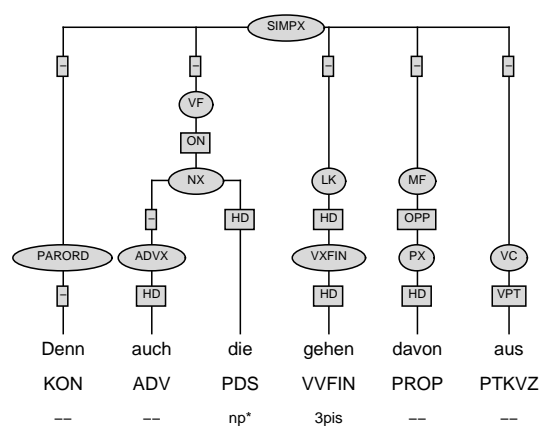 SIMPX
– – – – –
VF
ON
NX LK MF
– HD HD OPP
PARORD ADVX VXFIN PX VC
– HD HD HD VPT
Denn auch die gehen davon aus
KON ADV PDS VVFIN PROP PTKVZ
–– –– np* 3pis –– ––